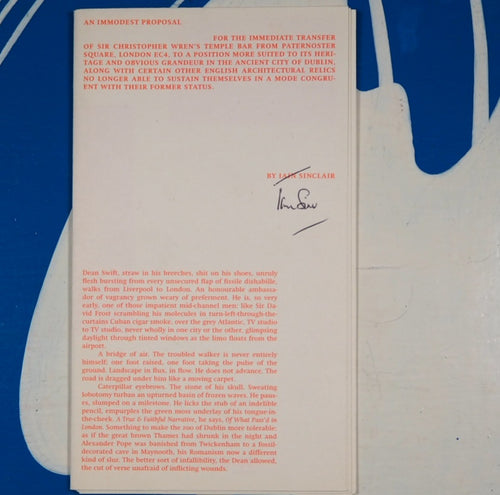 AN IMMODEST PROPOSAL
FOR THE IMMEDIATE TRANSFER
OF SIR CHRISTOPHER WREN'S TEMPLE BAR FROM PATERNOSTER
SQUARE, LONDON EC4, TO A POSITION MORE SUITED TO ITS HERI-
TAGE AND OBVIOUS GRANDEUR IN THE ANCIENT CITY OF DUBLIN,
ALONG WITH CERTAIN OTHER ENGLISH ARCHITECTURAL RELICS
NO LONGER ABLE TO SUSTAIN THEMSELVES IN A MODE CONGRU-
ENT WITH THEIR FORMER STATUS.
BY IAIN SINCLAIR
Dean Swift, straw in his breeches, shit on his shoes, unruly
flesh bursting from every unsecured flap of fissile dishabille,
walks from Liverpool to London. An honourable ambassa-
dor of vagrancy grown weary of preferment. He is, so very
early, one of those impatient mid-channel men: like Sir Da-
vid Frost scrambling his molecules in turn-left-through-the-
curtains Cuban cigar smoke, over the grey Atlantic, TV studio
to TV studio, never wholly in one city or the other, glimpsing
daylight through tinted windows as the limo floats from the
airport.
A bridge of air. The troubled walker is never entirely
himself; one foot raised, one foot taking the pulse of the
ground. Landscape in flux, in flow. He does not advance. The
road is dragged under him like a moving carpet.
Caterpillar eyebrows. The stone of his skull. Sweating
lobotomy turban an upturned basin of frozen waves. He pau-
ses, slumped on a milestone. He licks the stub of an indelible
pencil, empurples the green moss underlay of his tongue-in-
the-cheek. A True & Faithful Narrative, he says, Of What Pass'd in
London. Something to make the zoo of Dublin more tolerable:
as if the great brown Thames had shrunk in the night and
Alexander Pope was banished from Twickenham to a fossil-
decorated cave in Maynooth, his Romanism now a different
kind of slur. The better sort of infallibility, the Dean allowed,
the cut of verse unafraid of inflicting wounds.